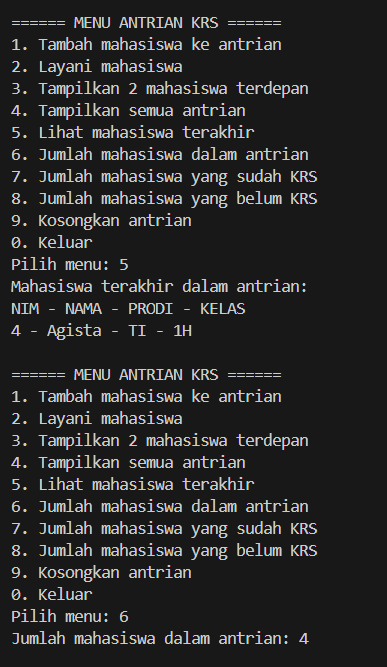 ====== MENU ANTRIAN KRS ======
1. Tambah mahasiswa ke antrian
2. Layani mahasiswa
3. Tampilkan 2 mahasiswa terdepan
4. Tampilkan semua antrian
5. Lihat mahasiswa terakhir
6. Jumlah mahasiswa dalam antrian
7. Jumlah mahasiswa yang sudah KRS
8. Jumlah mahasiswa yang belum KRS
9. Kosongkan antrian
0. Keluar
Pilih menu: 5
Mahasiswa terakhir dalam antrian:
NIM - NAMA - PRODI - KELAS
4 - Agista - TI - 1H

====== MENU ANTRIAN KRS ======
1. Tambah mahasiswa ke antrian
2. Layani mahasiswa
3. Tampilkan 2 mahasiswa terdepan
4. Tampilkan semua antrian
5. Lihat mahasiswa terakhir
6. Jumlah mahasiswa dalam antrian
7. Jumlah mahasiswa yang sudah KRS
8. Jumlah mahasiswa yang belum KRS
9. Kosongkan antrian
0. Keluar
Pilih menu: 6
Jumlah mahasiswa dalam antrian: 4